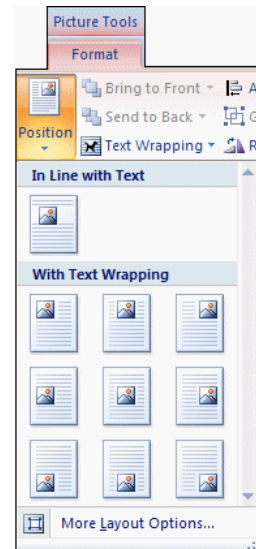 Picture Tools
Format
Position
Bring to Front
Send to Back
Text Wrapping
A
G
R
In Line with Text
With Text Wrapping
More Layout Options...